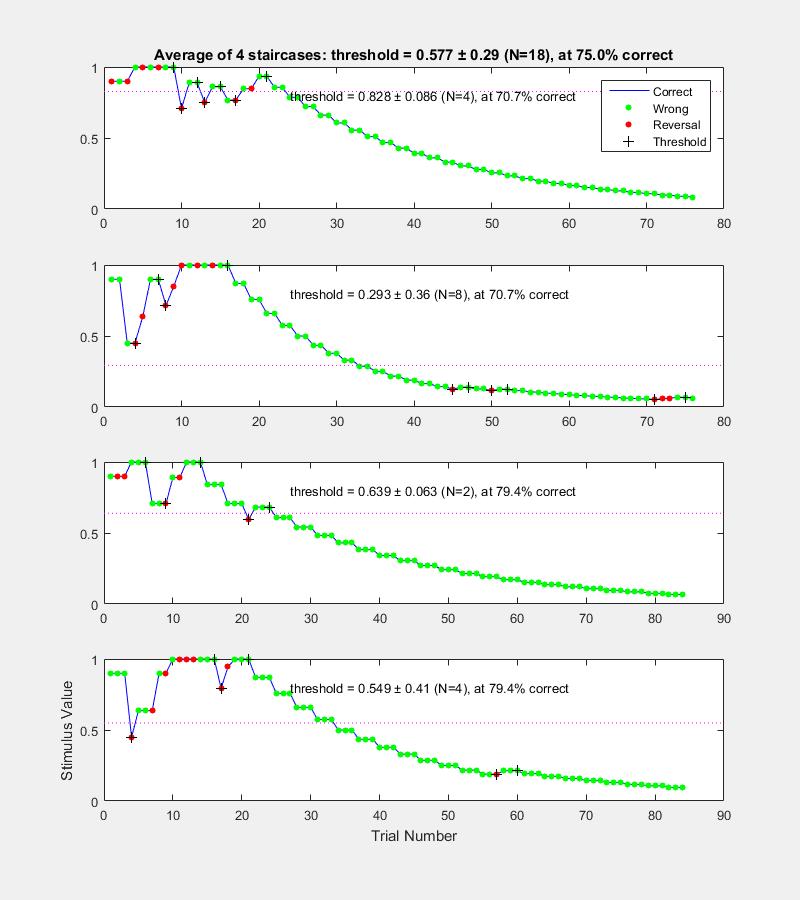 Average of 4 staircases: threshold = 0.577 ± 0.29 (N=18), at 75.0% correct
1
0.5
0
threshold = 0.828 ± 0.086 (N=4), at 70.7% correct
Correct
Wrong
Reversal
Threshold
0 10 20 30 40 50 60 70 80
1
0.5
0
threshold = 0.293 ± 0.36 (N=8), at 70.7% correct
0 10 20 30 40 50 60 70 80
1
0.5
0
threshold = 0.639 ± 0.063 (N=2), at 79.4% correct
0 10 20 30 40 50 60 70 80 90
Stimulus Value
1
0.5
0
threshold = 0.549 ± 0.41 (N=4), at 79.4% correct
0 10 20 30 40 50 60 70 80 90
Trial Number